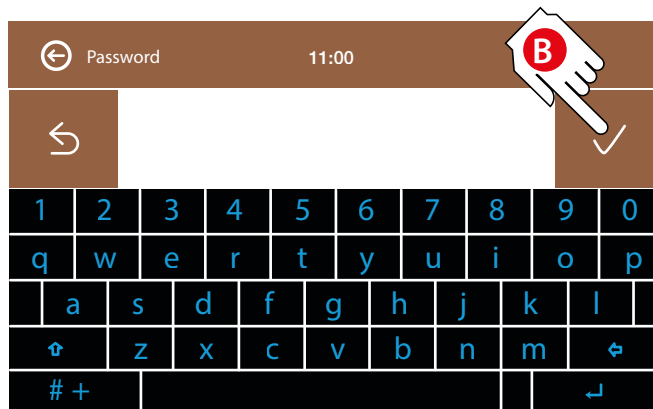 Password 11:00 B
1 2 3 4 5 6 7 8 9 0
q w e r t y u i o p
a s d f g h j k l
z x c v b n m
# +